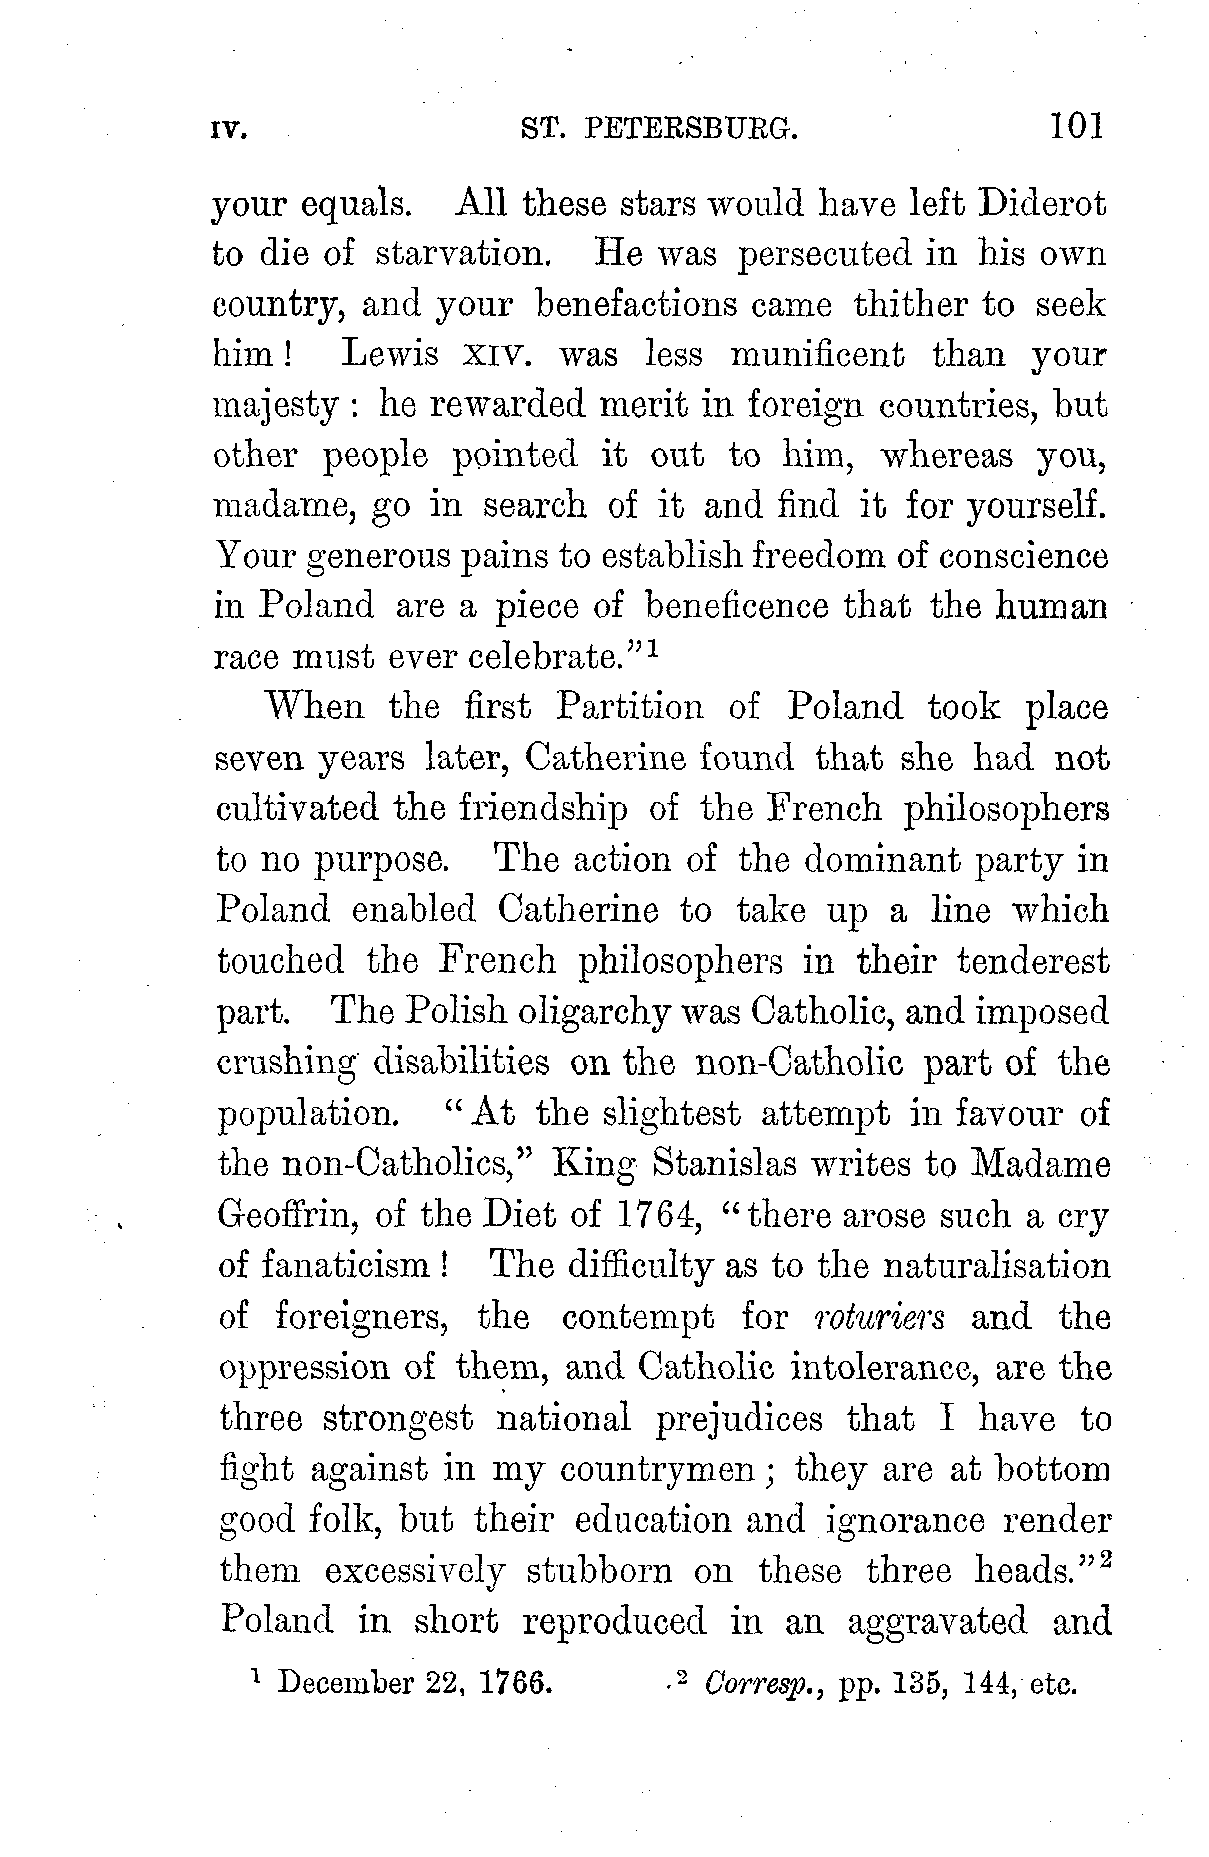 IV. ST. PETERSBURG. 101
your equals. All these stars would have left Diderot
to die of starvation. He was persecuted in his own
country, and your benefactions came thither to seek
him ! Lewis XIV. was less munificent than your
majesty : he rewarded merit in foreign countries, but
other people pointed it out to him, whereas you,
madame, go in search of it and find it for yourself.
Your generous pains to establish freedom of conscience
in Poland are a piece of beneficence that the human
race must ever celebrate."¹
When the first Partition of Poland took place
seven years later, Catherine found that she had not
cultivated the friendship of the French philosophers
to no purpose. The action of the dominant party in
Poland enabled Catherine to take up a line which
touched the French philosophers in their tenderest
part. The Polish oligarchy was Catholic, and imposed
crushing disabilities on the non-Catholic part of the
population. "At the slightest attempt in favour of
the non-Catholics," King Stanislas writes to Madame
Geoffrin, of the Diet of 1764, "there arose such a cry
of fanaticism ! The difficulty as to the naturalisation
of foreigners, the contempt for roturiers and the
oppression of them, and Catholic intolerance, are the
three strongest national prejudices that I have to
fight against in my countrymen ; they are at bottom
good folk, but their education and ignorance render
them excessively stubborn on these three heads."²
Poland in short reproduced in an aggravated and
¹ December 22, 1766. ² Corresp., pp. 135, 144, etc.